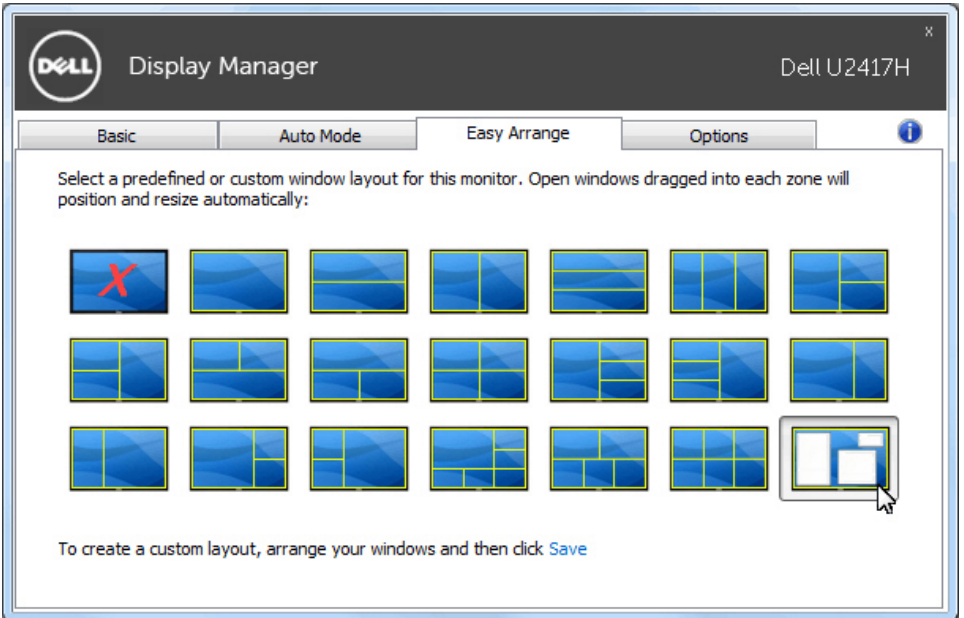 x
DELL Display Manager
Dell U2417H
Basic Auto Mode Easy Arrange Options i
Select a predefined or custom window layout for this monitor. Open windows dragged into each zone will
position and resize automatically:
X
To create a custom layout, arrange your windows and then click Save